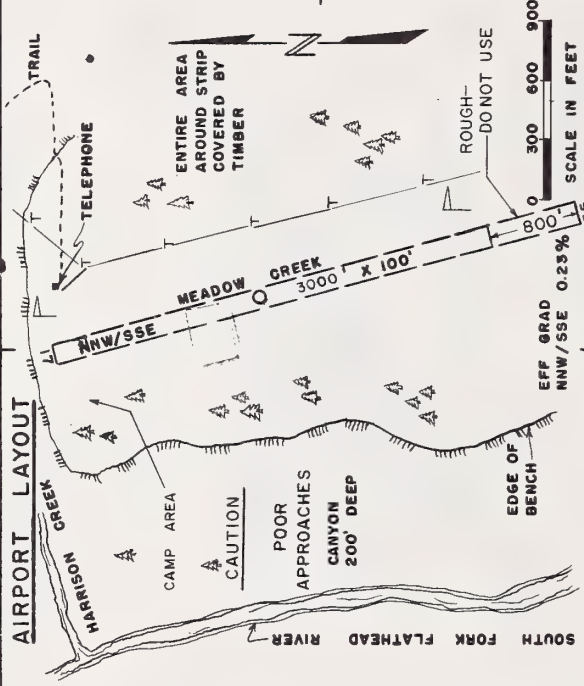 AIRPORT LAYOUT
HARRISON CREEK
TRAIL
TELEPHONE
T
T
T
T
T
N
ENTIRE AREA
AROUND STRIP
COVERED BY
TIMBER
17
NNW/SSE
MEADOW CREEK
3000' X 100'
CAMP AREA
CAUTION
POOR
APPROACHES
CANYON
200' DEEP
SOUTH FORK FLATHEAD RIVER
EDGE OF
BENCH
ROUGH-
DO NOT USE
800'
EFF GRAD
NNW/SSE 0.23%
0 300 600 900
SCALE IN FEET